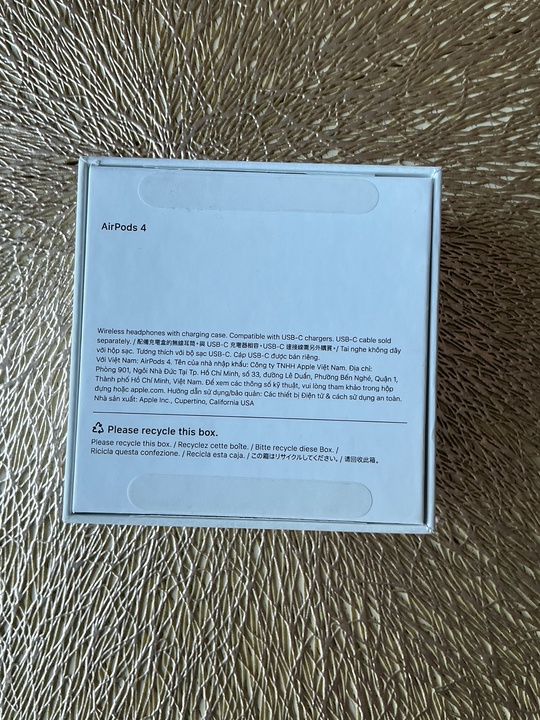 AirPods 4
Wireless headphones with charging case. Compatible with USB-C chargers. USB-C cable sold
separately. / 配備充電盒的無線耳筒，與 USB-C 充電器相容，USB-C 連接線需另外購買。/ Tai nghe không dây
với hộp sạc. Tương thích với bộ sạc USB-C. Cáp USB-C được bán riêng.
Với Việt Nam: AirPods 4. Tên của nhà nhập khẩu: Công ty TNHH Apple Việt Nam. Địa chỉ:
Phòng 901, Ngôi Nhà Đức Tại Tp. Hồ Chí Minh, số 33, đường Lê Duẩn, Phường Bến Nghé, Quận 1,
Thành phố Hồ Chí Minh, Việt Nam. Để xem các thông số kỹ thuật, vui lòng tham khảo trong hộp
đựng hoặc apple.com. Hướng dẫn sử dụng/bảo quản: Các thiết bị Điện tử & cách sử dụng an toàn.
Nhà sản xuất: Apple Inc., Cupertino, California USA
Please recycle this box.
Please recycle this box. / Recyclez cette boîte. / Bitte recycle diese Box. /
Ricicla questa confezione. / Recicla esta caja. / この箱はリサイクルしてください。/ 请回收此箱。